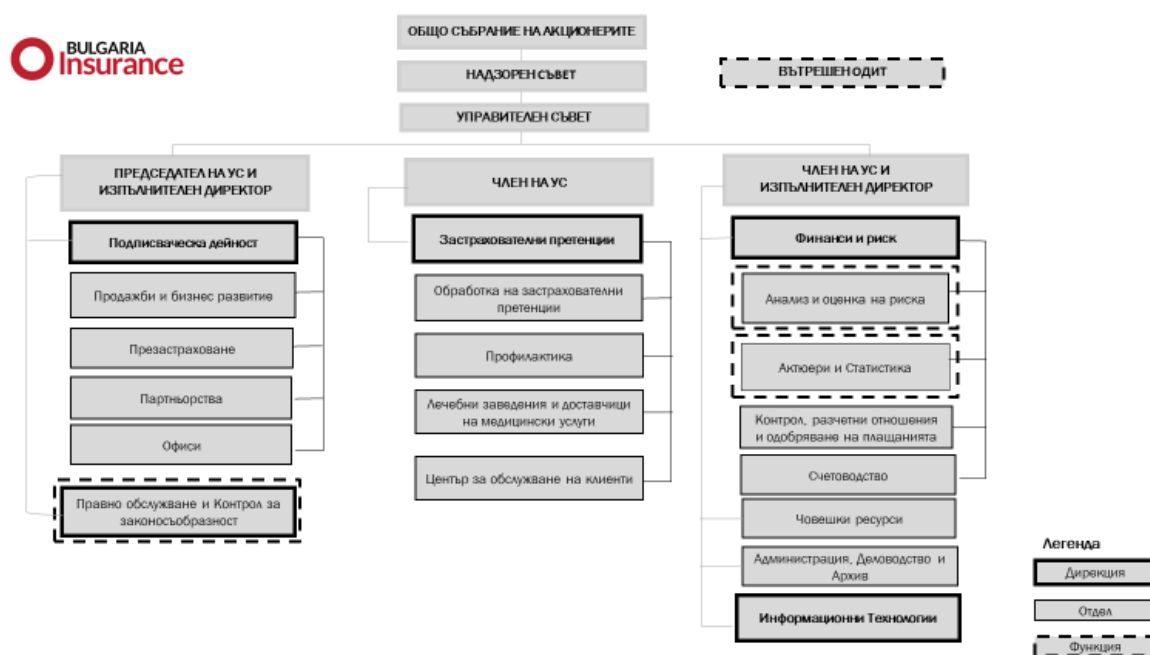 BULGARIA
Insurance
ОБЩО СЪБРАНИЕ НА АКЦИОНЕРИТЕ
НАДЗОРЕН СЪВЕТ
ВЪТРЕШЕН ОДИТ
УПРАВИТЕЛЕН СЪВЕТ
ПРЕДСЕДАТЕЛ НА УС И
ИЗПЪЛНИТЕЛЕН ДИРЕКТОР
Подписваческа дейност
Продажби и бизнес развитие
Презастраховане
Партньорства
Офиси
Правно обслужване и Контрол за
законосъобразност
ЧЛЕН НА УС
Застрахователни претенции
Обработка на застрахователни
претенции
Профилактика
Лечебни заведения и доставчици
на медицински услуги
Център за обслужване на клиенти
ЧЛЕН НА УС И
ИЗПЪЛНИТЕЛЕН ДИРЕКТОР
Финанси и риск
Анализ и оценка на риска
Актюери и Статистика
Контрол, разчетни отношения
и одобряване на плащанията
Счетоводство
Човешки ресурси
Администрация, Деловодство и
Архив
Информационни Технологии
Легенда
Дирекция
Отдел
Функция